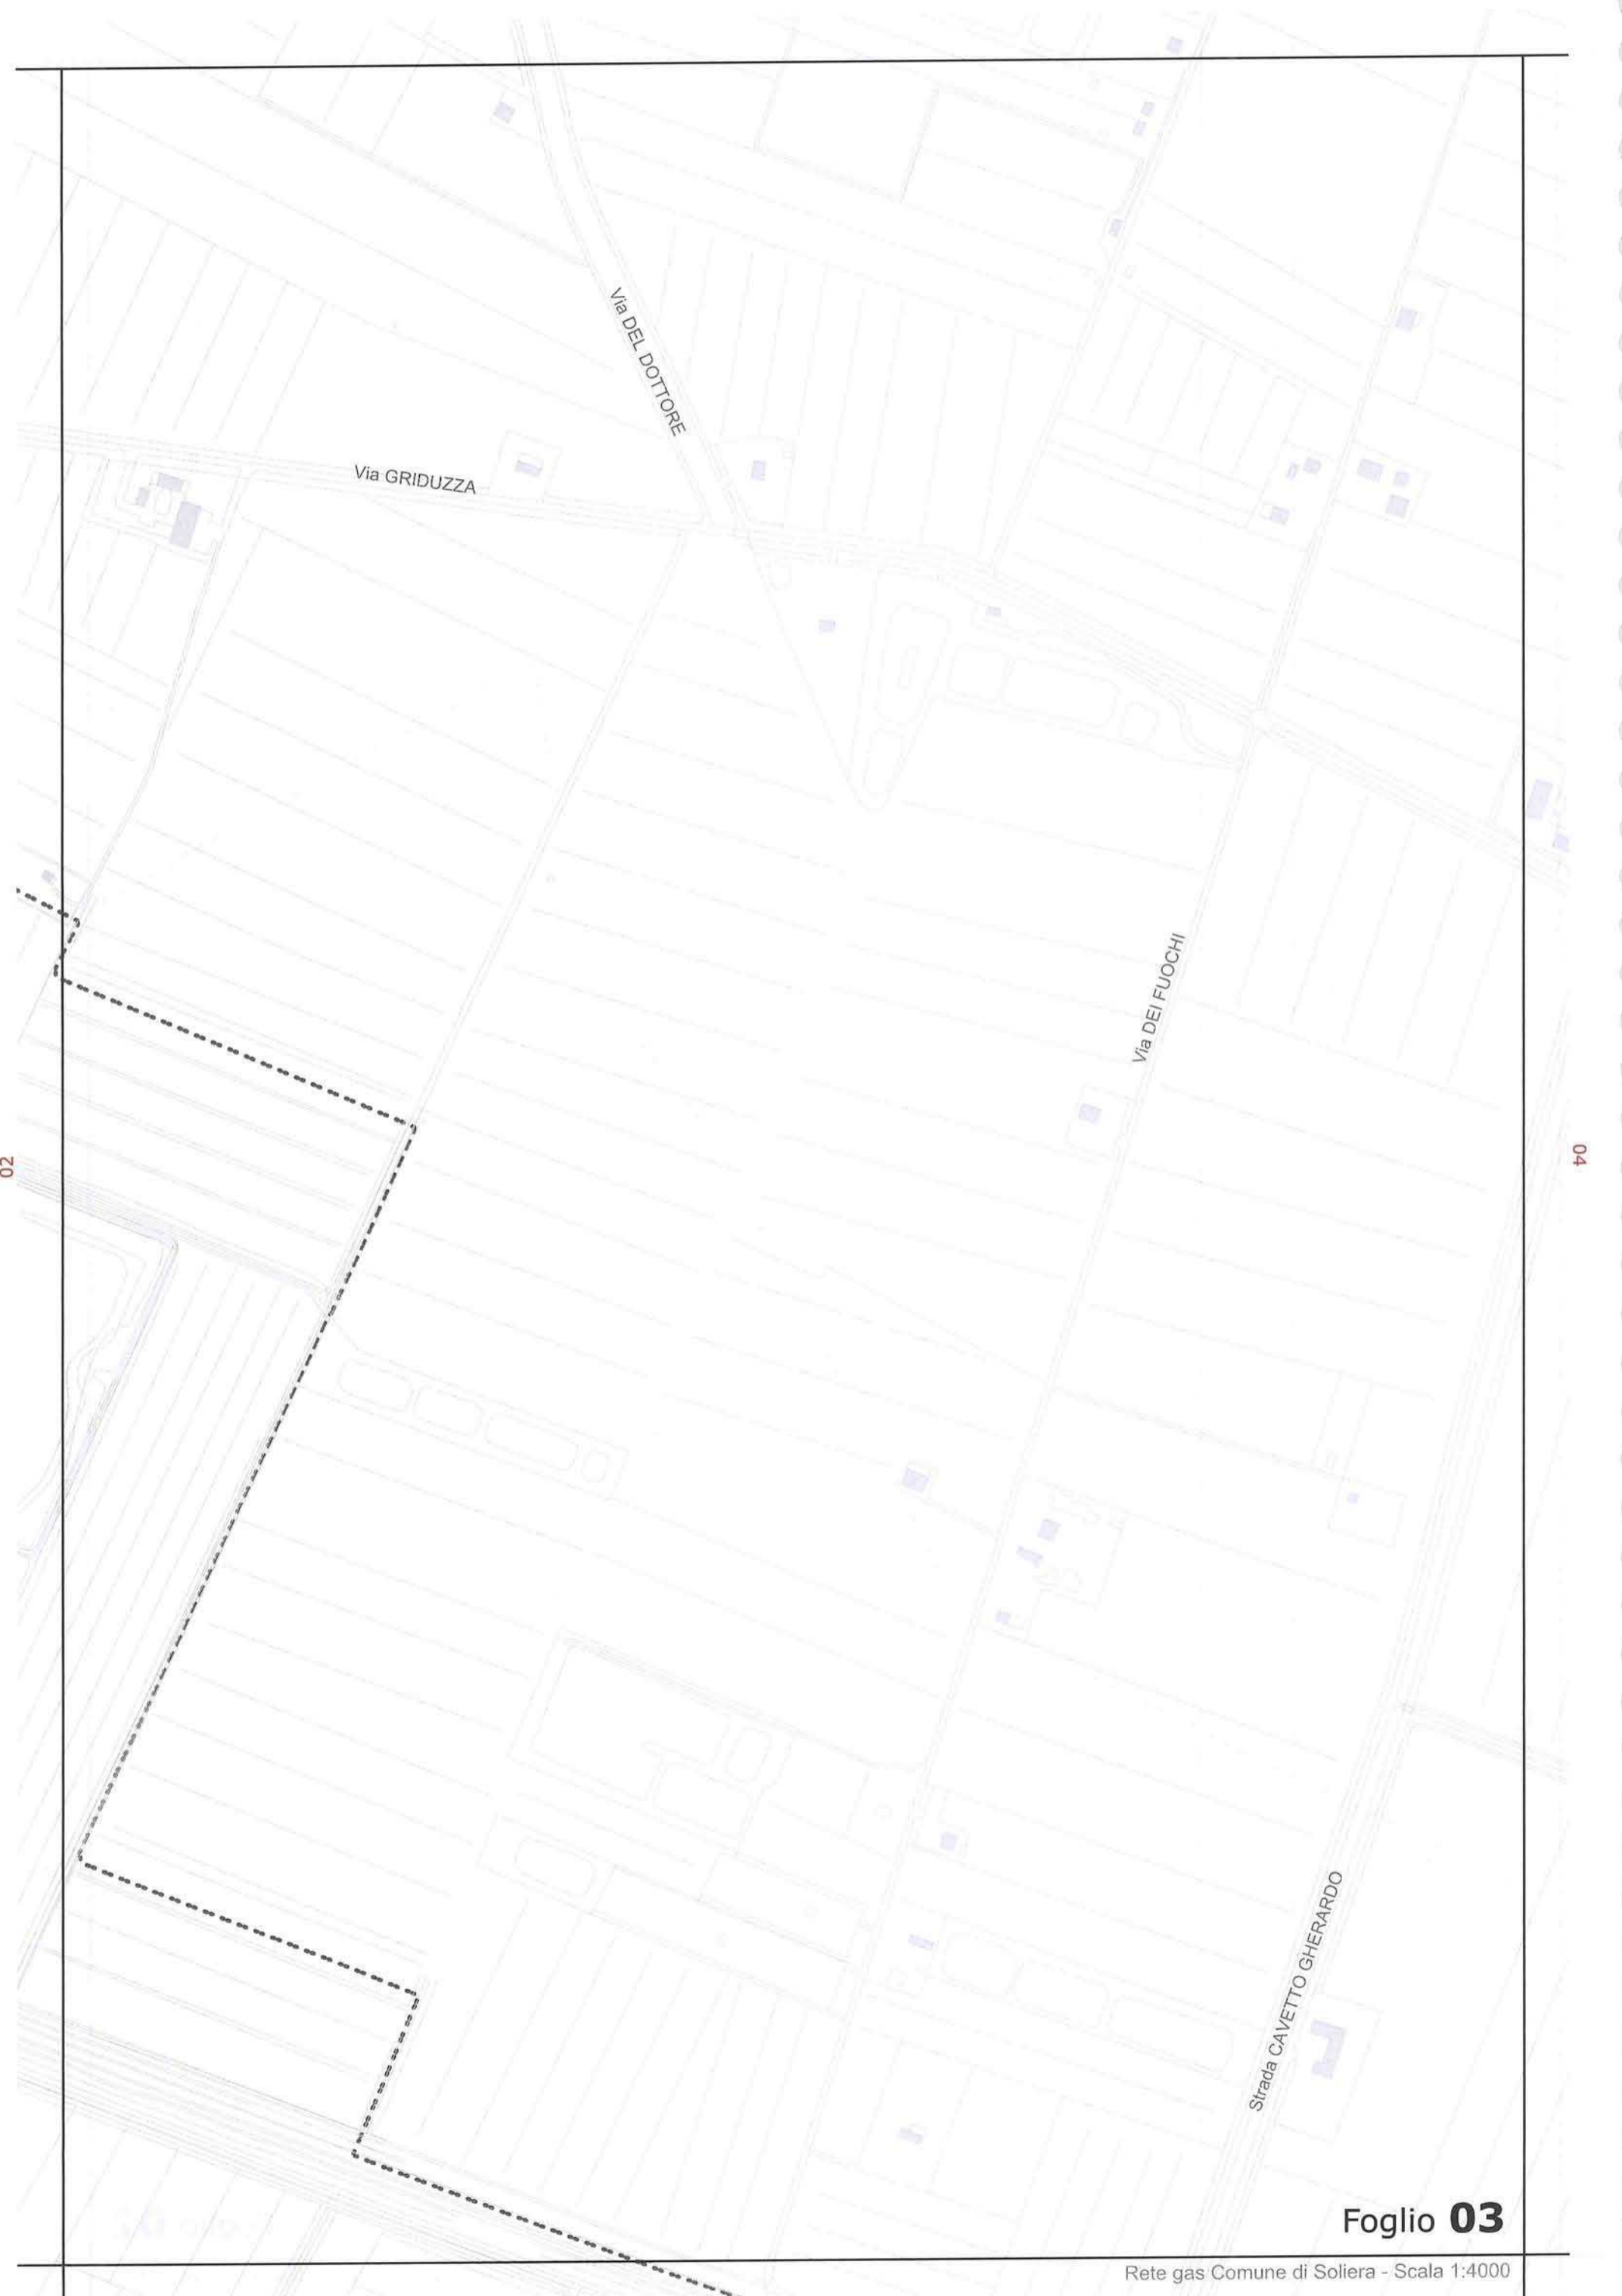 Via DEL DOTTORE
Via GRIDUZZA
Via DEI FUOCHI
02
04
Strada CAVETTO GHERARDO
Foglio 03
Rete gas Comune di Soliera - Scala 1:4000